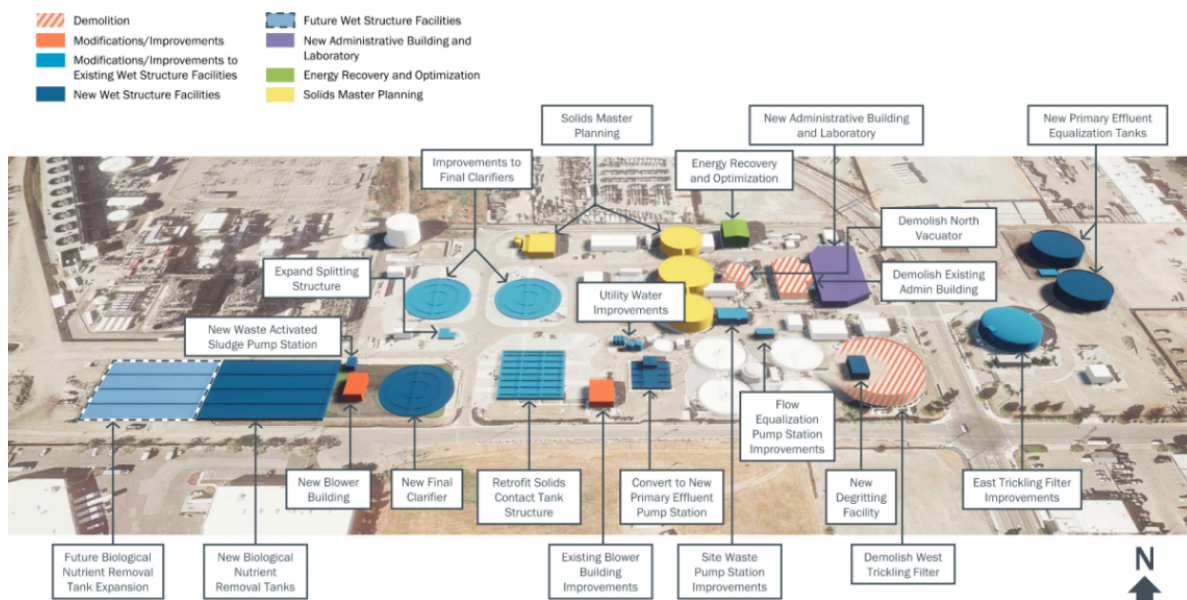 Demolition
Modifications/Improvements
Modifications/Improvements to
Existing Wet Structure Facilities
New Wet Structure Facilities
Future Wet Structure Facilities
New Administrative Building and
Laboratory
Energy Recovery and Optimization
Solids Master Planning
Solids Master
Planning
New Administrative Building
and Laboratory
New Primary Effluent
Equalization Tanks
Improvements to
Final Clarifiers
Energy Recovery
and Optimization
Demolish North
Vacuator
Expand Splitting
Structure
Demolish Existing
Admin Building
Utility Water
Improvements
New Waste Activated
Sludge Pump Station
Flow
Equalization
Pump Station
Improvements
New Blower
Building
New Final
Clarifier
Retrofit Solids
Contact Tank
Structure
Convert to New
Primary Effluent
Pump Station
New
Degritting
Facility
East Trickling Filter
Improvements
Future Biological
Nutrient Removal
Tank Expansion
New Biological
Nutrient
Removal Tanks
Existing Blower
Building
Improvements
Site Waste
Pump Station
Improvements
Demolish West
Trickling Filter
N